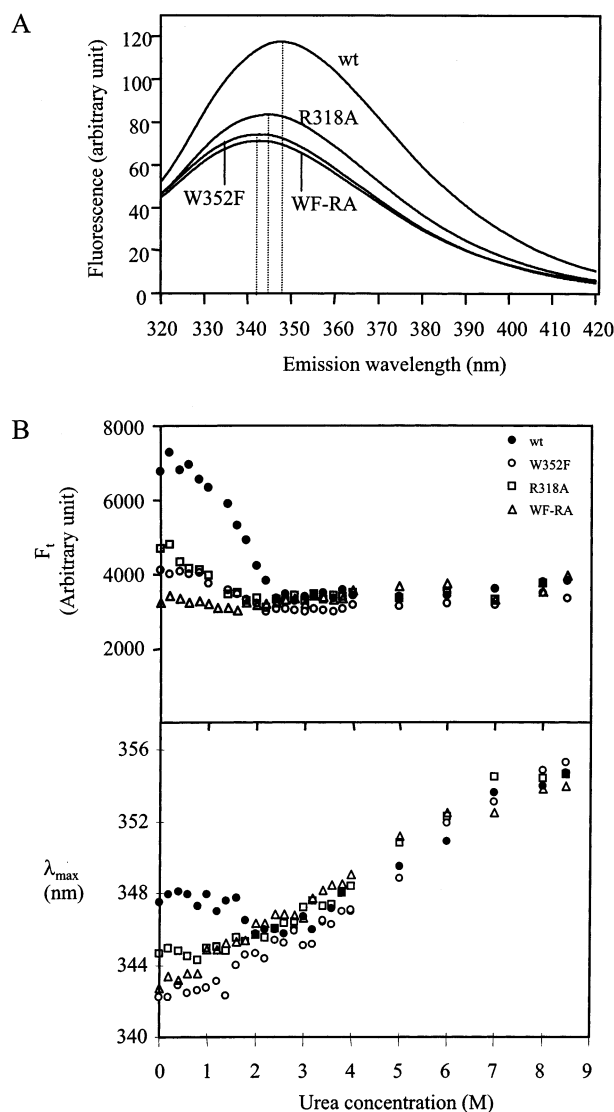 A
120
100
80
60
40
20
0
Fluorescence (arbitrary unit)
wt
R318A
W352F
WF-RA
320 330 340 350 360 370 380 390 400 410 420
Emission wavelength (nm)
B
8000
6000
4000
2000
Ft
(Arbitrary unit)
wt
W352F
R318A
WF-RA
356
352
348
344
340
λmax
(nm)
0 1 2 3 4 5 6 7 8 9
Urea concentration (M)